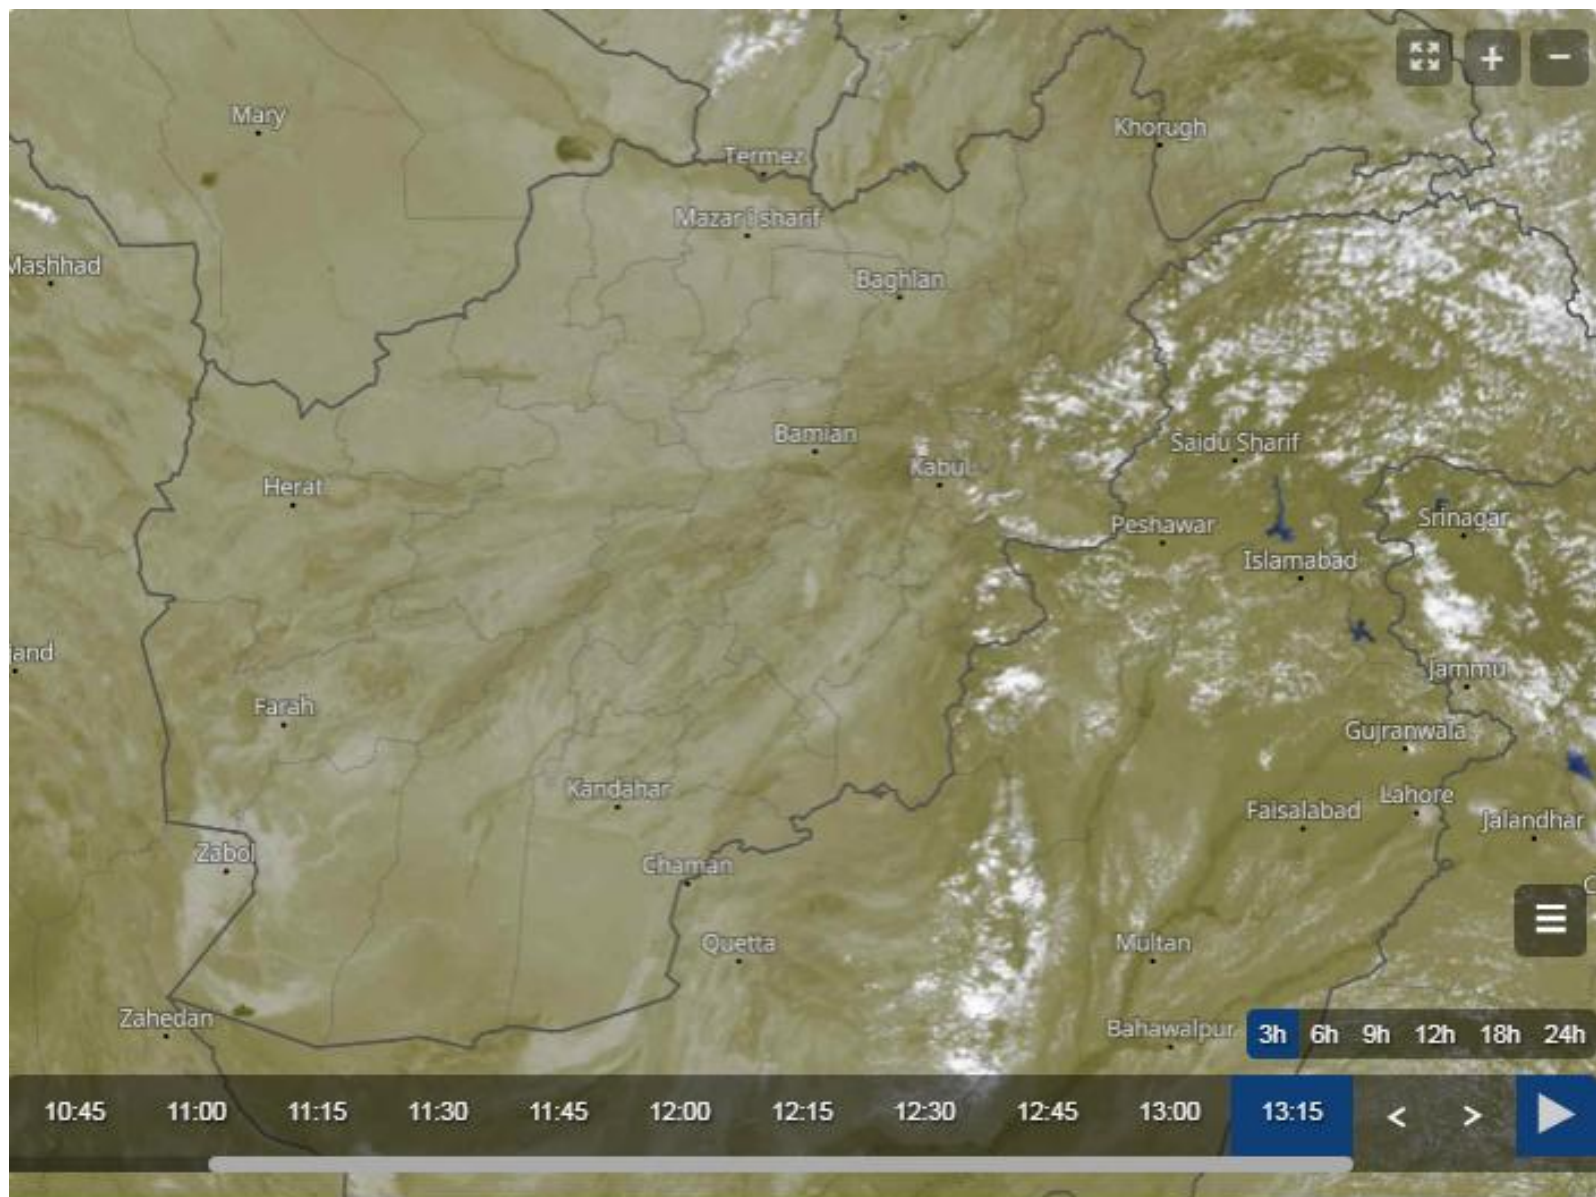 + −
Mary
Khorugh
Termez
Mazar i sharif
Mashhad
Baghlan
Bamian
Saidu Sharif
Kabul
Herat
Peshawar
Srinagar
Islamabad
and
Jammu
Farah
Gujranwala
Kandahar
Lahore
Faisalabad
Jalandhar
Zabol
Chaman
C
Quetta
Multan
Zahedan
Bahawalpur
3h 6h 9h 12h 18h 24h
10:45 11:00 11:15 11:30 11:45 12:00 12:15 12:30 12:45 13:00 13:15 < >